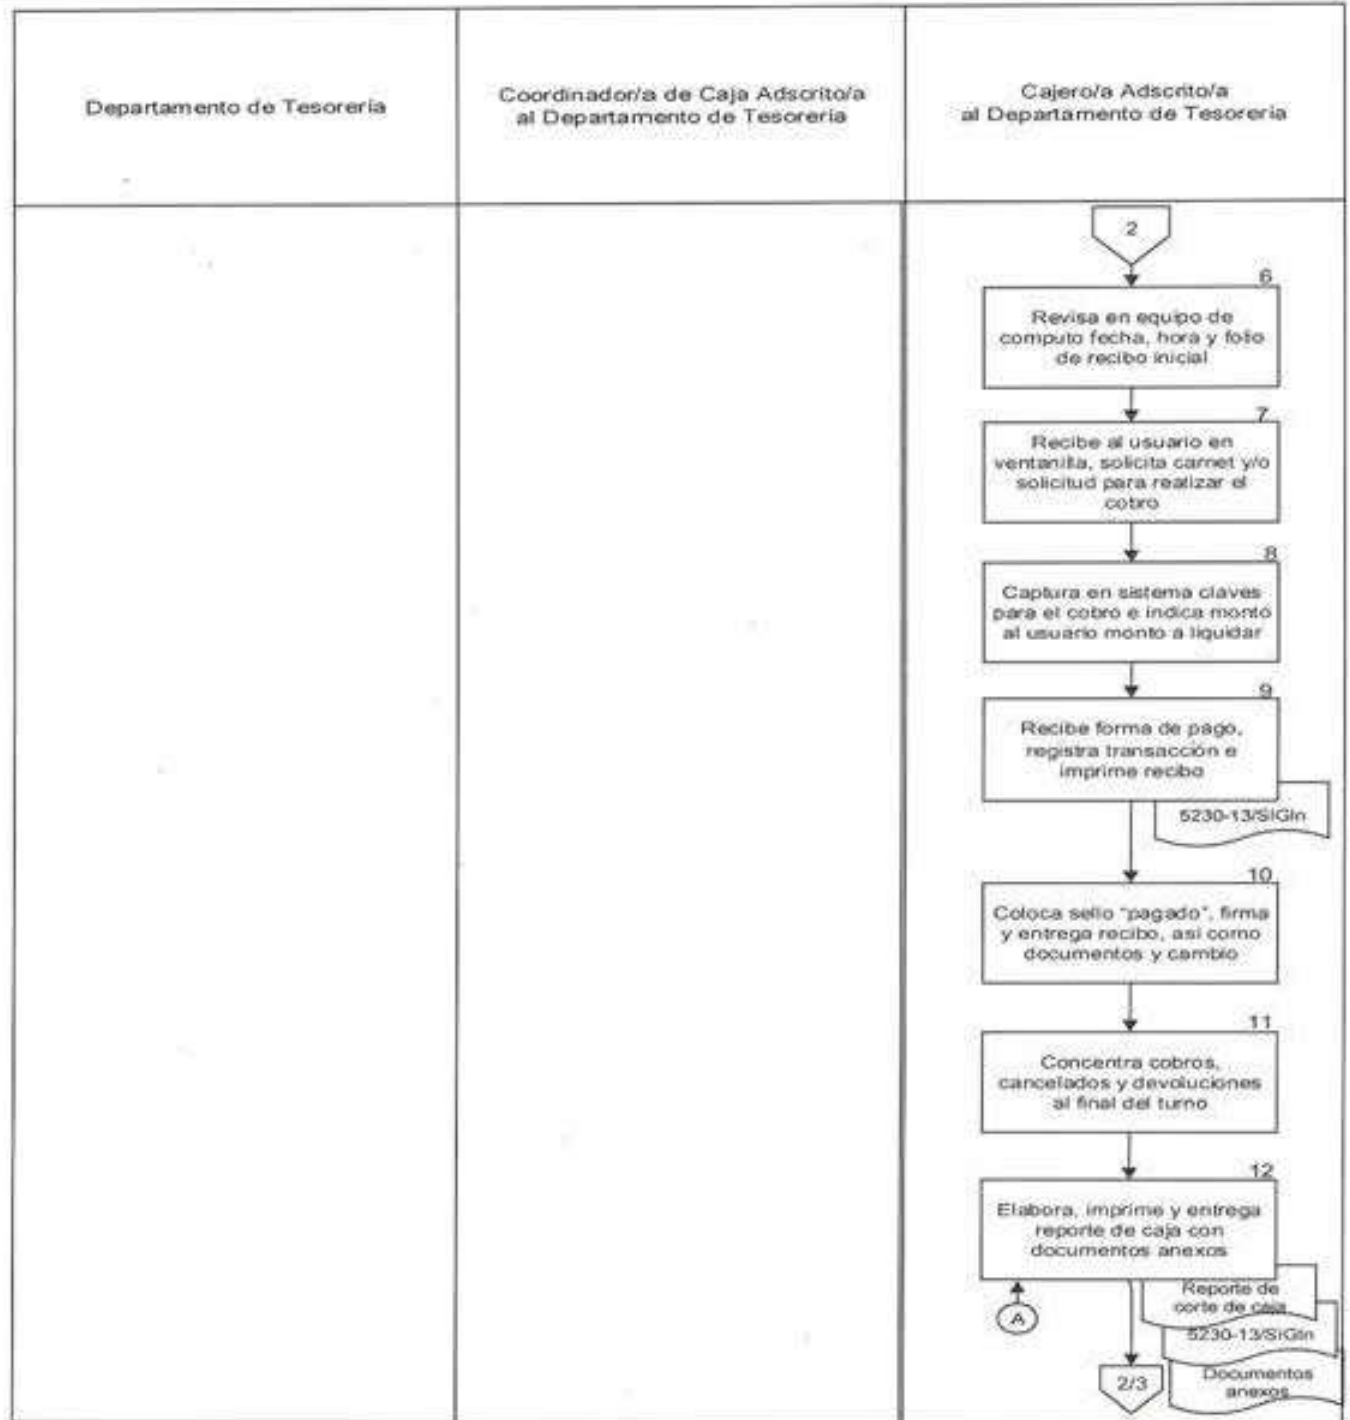 Departamento de Tesorería
Coordinador/a de Caja Adscrito/a
al Departamento de Tesorería
Cajero/a Adscrito/a
al Departamento de Tesorería
2
6
Revisa en equipo de
computo fecha, hora y folio
de recibo inicial
7
Recibe al usuario en
ventanilla, solicita carnet y/o
solicitud para realizar el
cobro
8
Captura en sistema claves
para el cobro e indica monto
al usuario monto a liquidar
9
Recibe forma de pago,
registra transacción e
imprime recibo
5230-13/SIGIn
10
Coloca sello "pagado", firma
y entrega recibo, así como
documentos y cambio
11
Concentra cobros,
cancelados y devoluciones
al final del turno
12
Elabora, imprime y entrega
reporte de caja con
documentos anexos
A
Reporte de
corte de caja
5230-13/SIGIn
Documentos
anexos
2/3